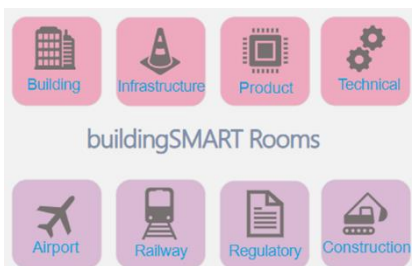 Building Infrastructure Product Technical
buildingSMART Rooms
Airport Railway Regulatory Construction